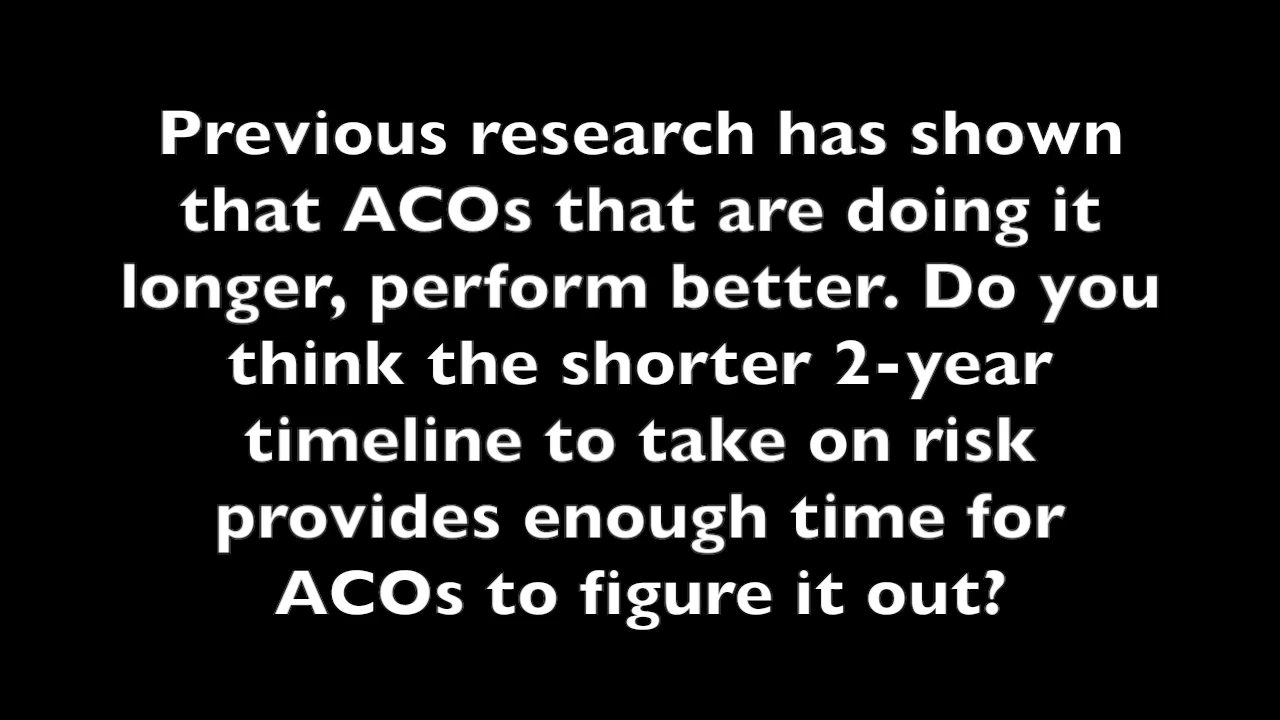 Previous research has shown
that ACOs that are doing it
longer, perform better. Do you
think the shorter 2-year
timeline to take on risk
provides enough time for
ACOs to figure it out?